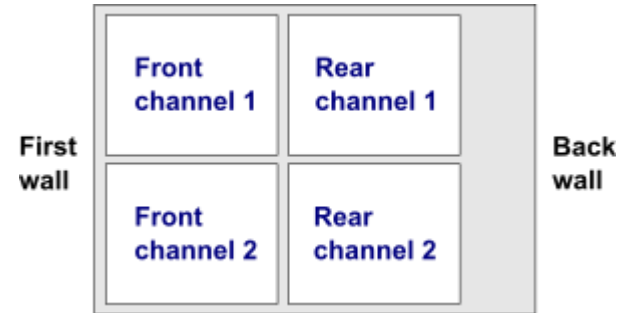 Front
channel 1
Rear
channel 1
First
wall
Back
wall
Front
channel 2
Rear
channel 2